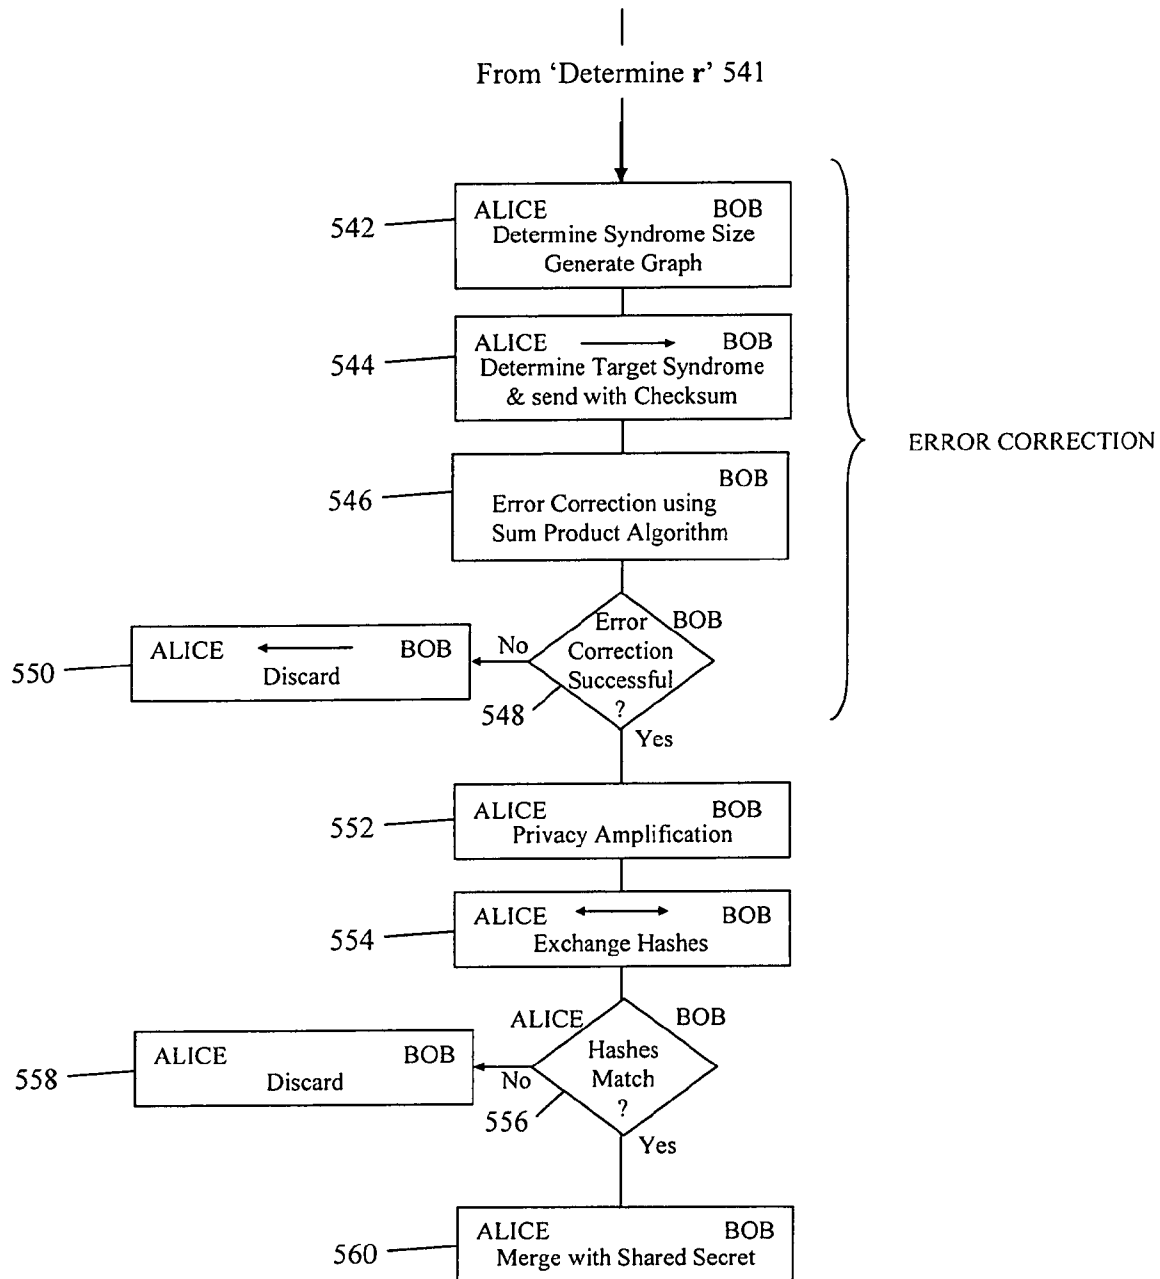 From ‘Determine r’ 541
ALICE BOB
542
Determine Syndrome Size
Generate Graph
ALICE BOB
544
Determine Target Syndrome
& send with Checksum
ERROR CORRECTION
BOB
546
Error Correction using
Sum Product Algorithm
Error
BOB
Correction
Successful
?
No
548
Yes
ALICE BOB
550
Discard
ALICE BOB
552
Privacy Amplification
ALICE BOB
554
Exchange Hashes
ALICE BOB
Hashes
Match
?
No
556
Yes
ALICE BOB
558
Discard
ALICE BOB
560
Merge with Shared Secret